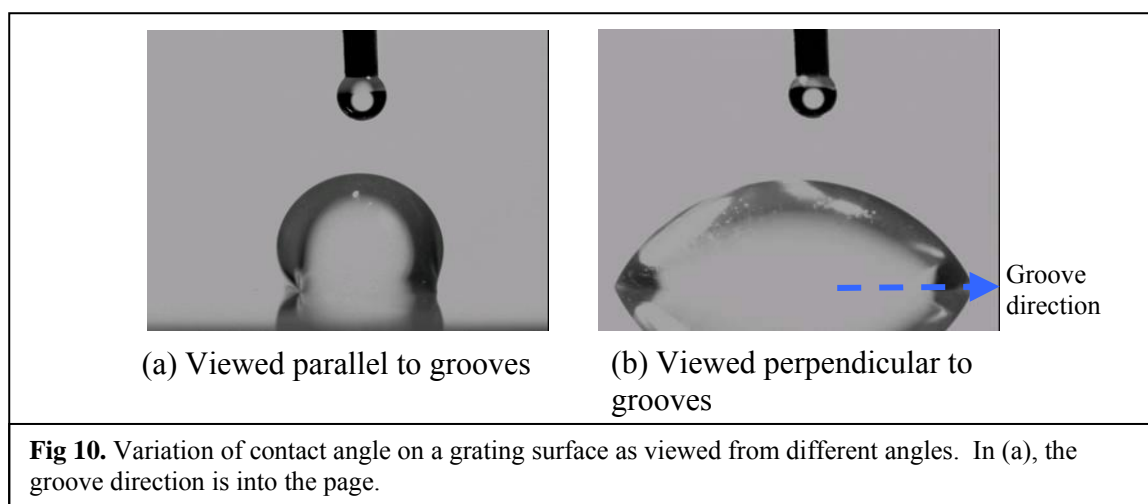 Groove
direction
(a) Viewed parallel to grooves
(b) Viewed perpendicular to
grooves
Fig 10. Variation of contact angle on a grating surface as viewed from different angles. In (a), the
groove direction is into the page.